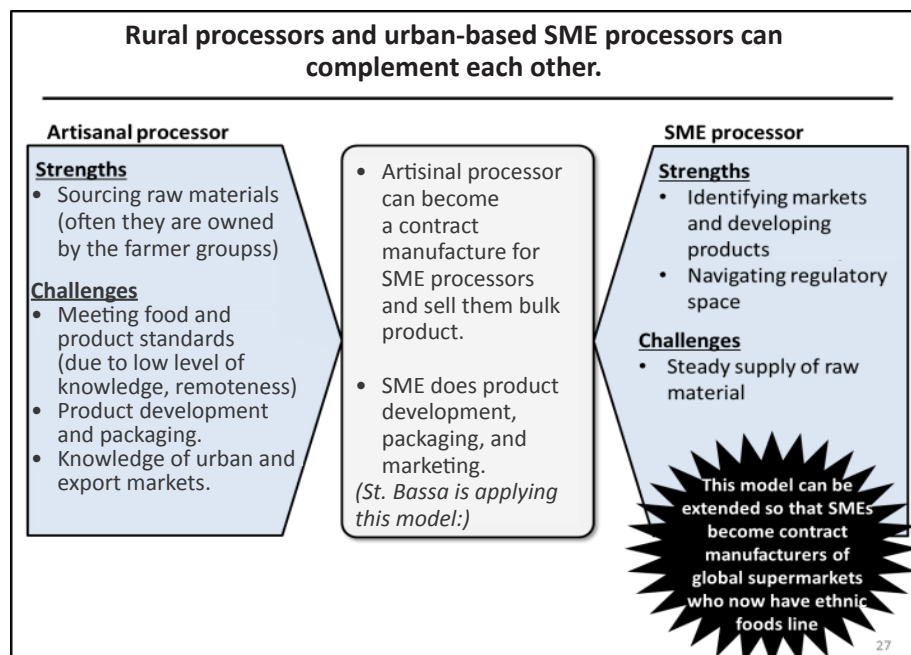 Rural processors and urban-based SME processors can
complement each other.
Artisanal processor
Strengths
• Sourcing raw materials
(often they are owned
by the farmer groupss)
Challenges
• Meeting food and
product standards
(due to low level of
knowledge, remoteness)
• Product development
and packaging.
• Knowledge of urban and
export markets.
• Artisinal processor
can become
a contract
manufacture for
SME processors
and sell them bulk
product.
• SME does product
development,
packaging, and
marketing.
(St. Bassa is applying
this model:)
SME processor
Strengths
• Identifying markets
and developing
products
• Navigating regulatory
space
Challenges
• Steady supply of raw
material
This model can be
extended so that SMEs
become contract
manufacturers of
global supermarkets
who now have ethnic
foods line
27